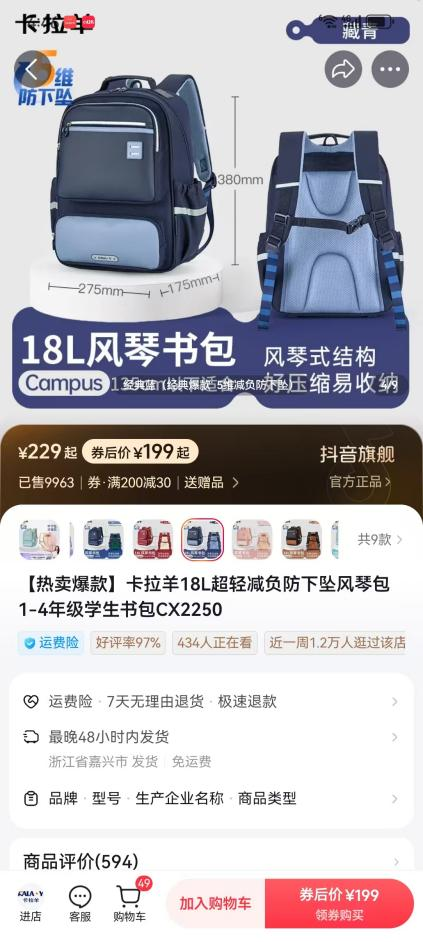 卡拉羊
藏青
5维
防下坠
380mm
275mm
175mm
18L风琴书包
风琴式结构
Campus
好压缩易收纳
经典蓝（经典爆款 5维减负防下坠）
4/9
¥229起
券后价 ¥199起
抖音旗舰
已售9963
券·满200减30
送赠品
官方正品
共9款
【热卖爆款】卡拉羊18L超轻减负防下坠风琴包
1-4年级学生书包CX2250
运费险
好评率97%
434人正在看
近一周1.2万人逛过该店
运费险 · 7天无理由退货 · 极速退款
最晚48小时内发货
浙江省嘉兴市 发货
免运费
品牌 · 型号 · 生产企业名称 · 商品类型
商品评价(594)
进店
客服
49
购物车
加入购物车
券后价 ¥199
领券购买